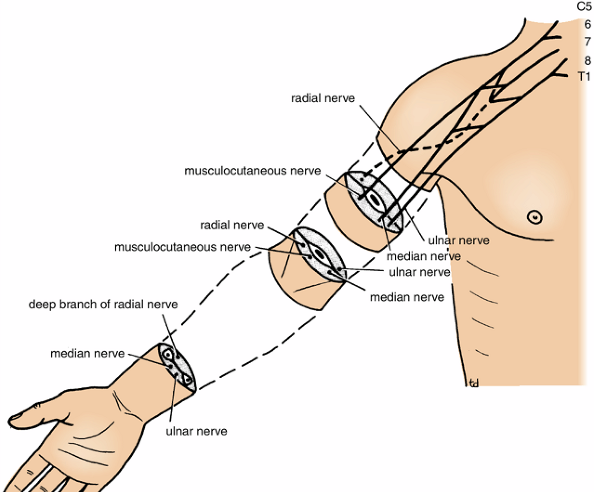 C5
6
7
8
T1
radial nerve
musculocutaneous nerve
radial nerve
musculocutaneous nerve
ulnar nerve
median nerve
ulnar nerve
median nerve
deep branch of radial nerve
median nerve
ulnar nerve
td